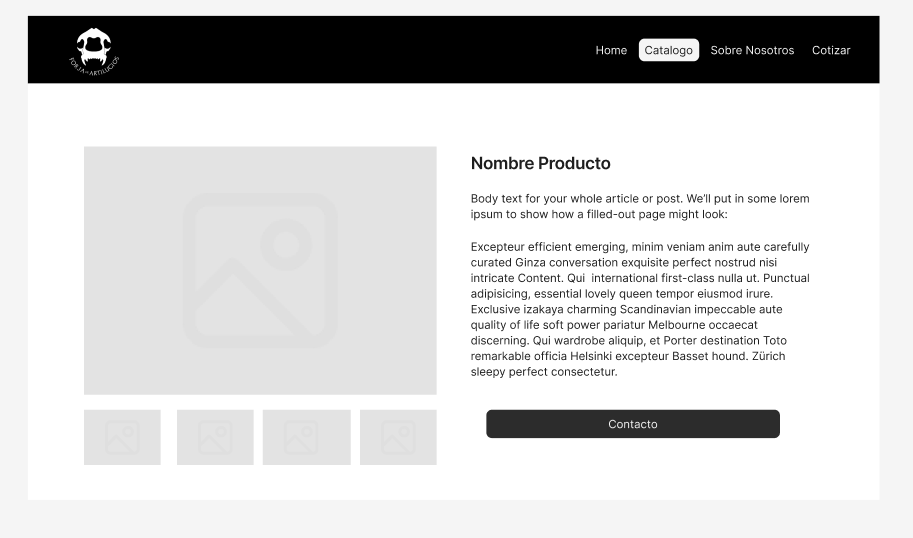 FORJA DE ARTILUGIOS
Home
Catalogo
Sobre Nosotros
Cotizar
Nombre Producto
Body text for your whole article or post. We’ll put in some lorem
ipsum to show how a filled-out page might look:
Excepteur efficient emerging, minim veniam anim aute carefully
curated Ginza conversation exquisite perfect nostrud nisi
intricate Content. Qui  international first-class nulla ut. Punctual
adipisicing, essential lovely queen tempor eiusmod irure.
Exclusive izakaya charming Scandinavian impeccable aute
quality of life soft power pariatur Melbourne occaecat
discerning. Qui wardrobe aliquip, et Porter destination Toto
remarkable officia Helsinki excepteur Basset hound. Zürich
sleepy perfect consectetur.
Contacto